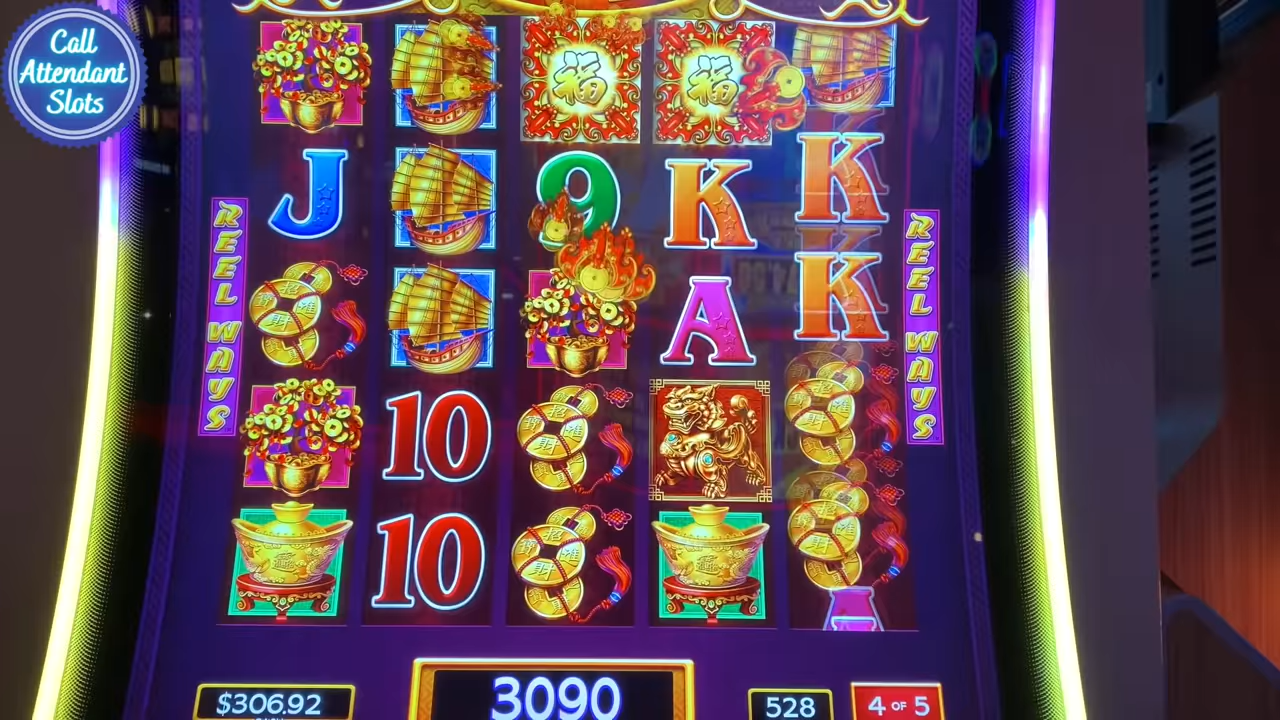 Call
Attendant
Slots
福 福
J 9 K K
K
A
10
10
REEL WAYS
REEL WAYS
$306.92
3090
528
4 OF 5